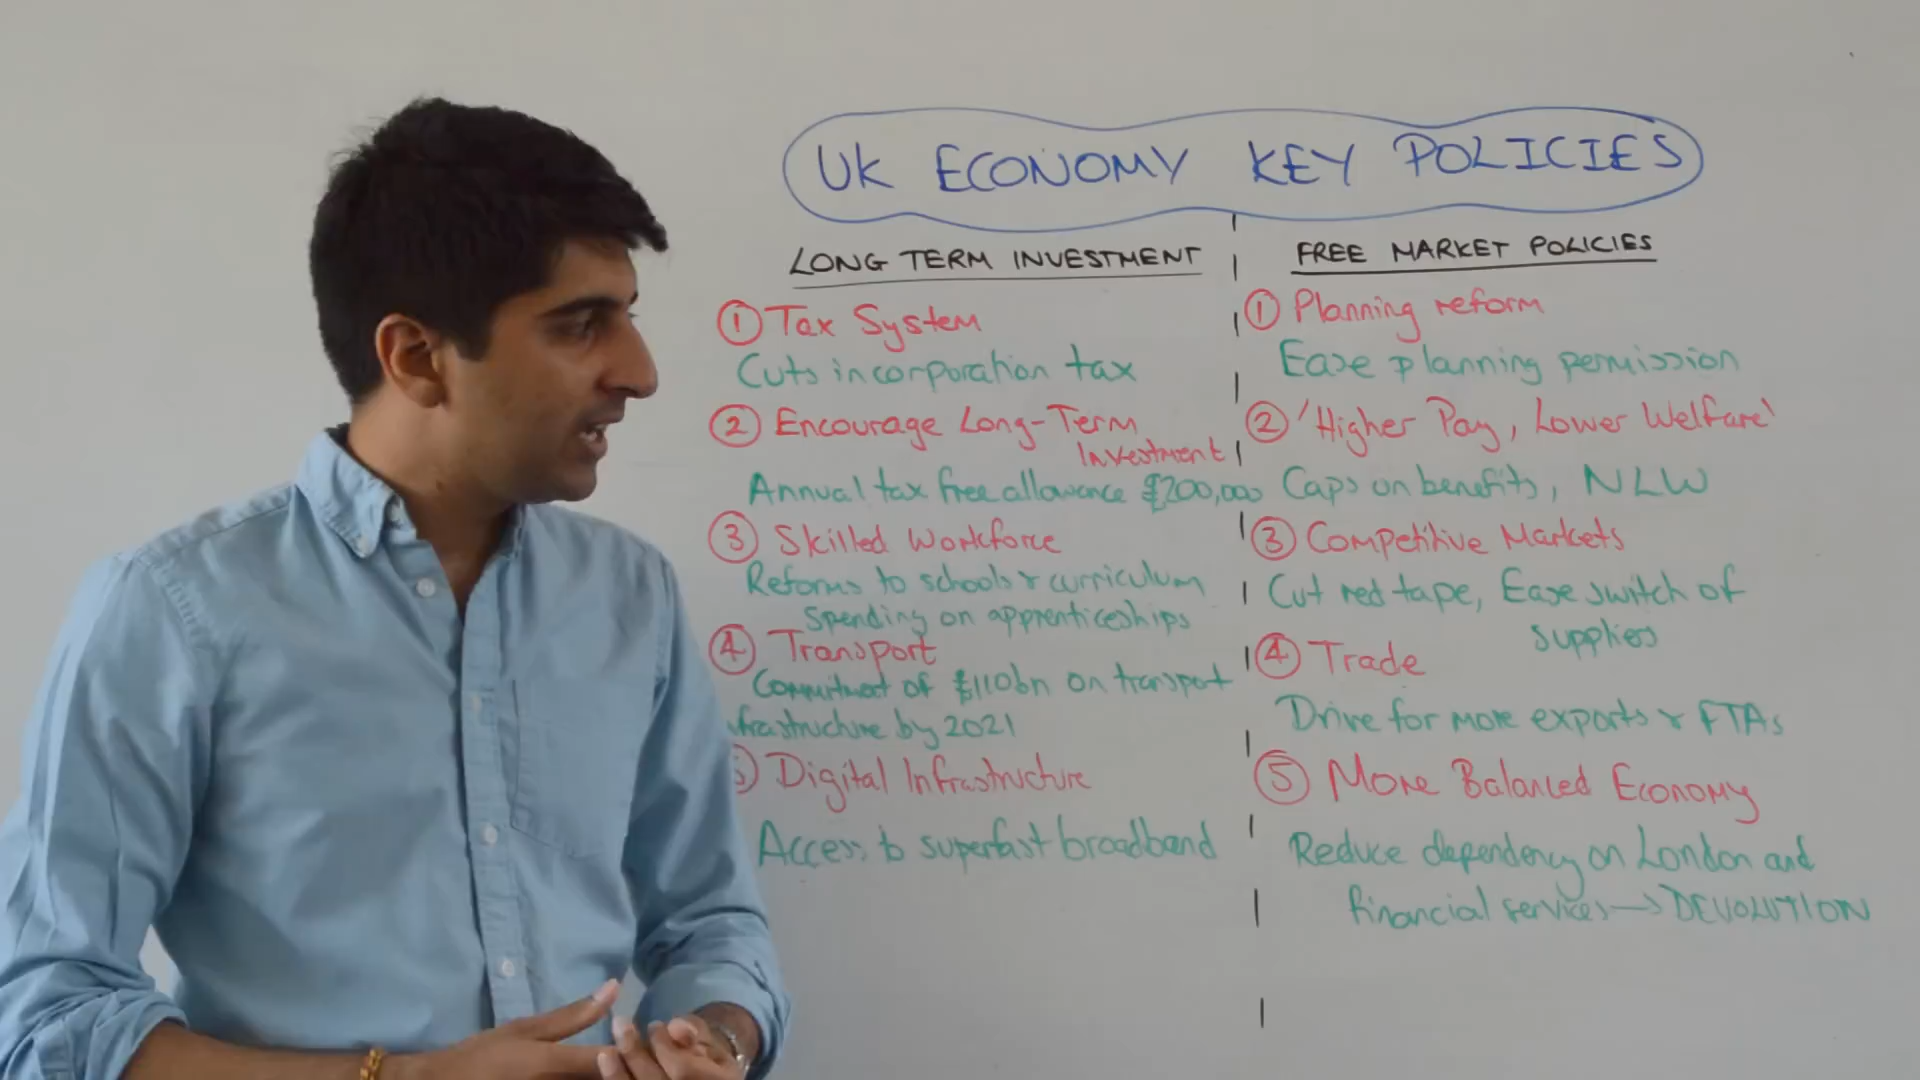 UK ECONOMY KEY POLICIES
LONG TERM INVESTMENT
① Tax System
Cuts in corporation tax
② Encourage Long-Term
Investment
Annual tax free allowance £200,000
③ Skilled Workforce
Reforms to schools & curriculum
Spending on apprenticeships
④ Transport
Commitment of £110bn on transport
infrastructure by 2021
Digital Infrastructure
Access to superfast broadband
FREE MARKET POLICIES
① Planning reform
Ease planning permission
② 'Higher Pay, Lower Welfare'
Caps on benefits, NLW
③ Competitive Markets
Cut red tape, Ease switch of
suppliers
④ Trade
Drive for more exports & FTAs
⑤ More Balanced Economy
Reduce dependency on London and
financial services → DEVOLUTION